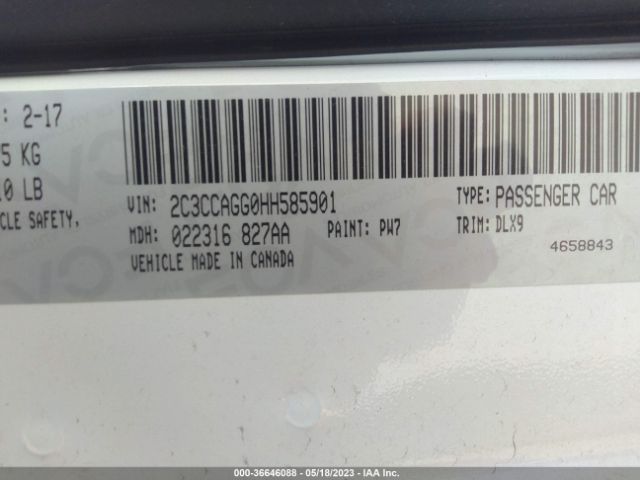 : 2-17
5 KG
0 LB
CLE SAFETY,
VIN: 2C3CCAGG0HH585901
TYPE: PASSENGER CAR
MDH: 022316 827AA
PAINT: PW7
TRIM: DLX9
VEHICLE MADE IN CANADA
4658843
000-36646088 — 05/18/2023 — IAA Inc.